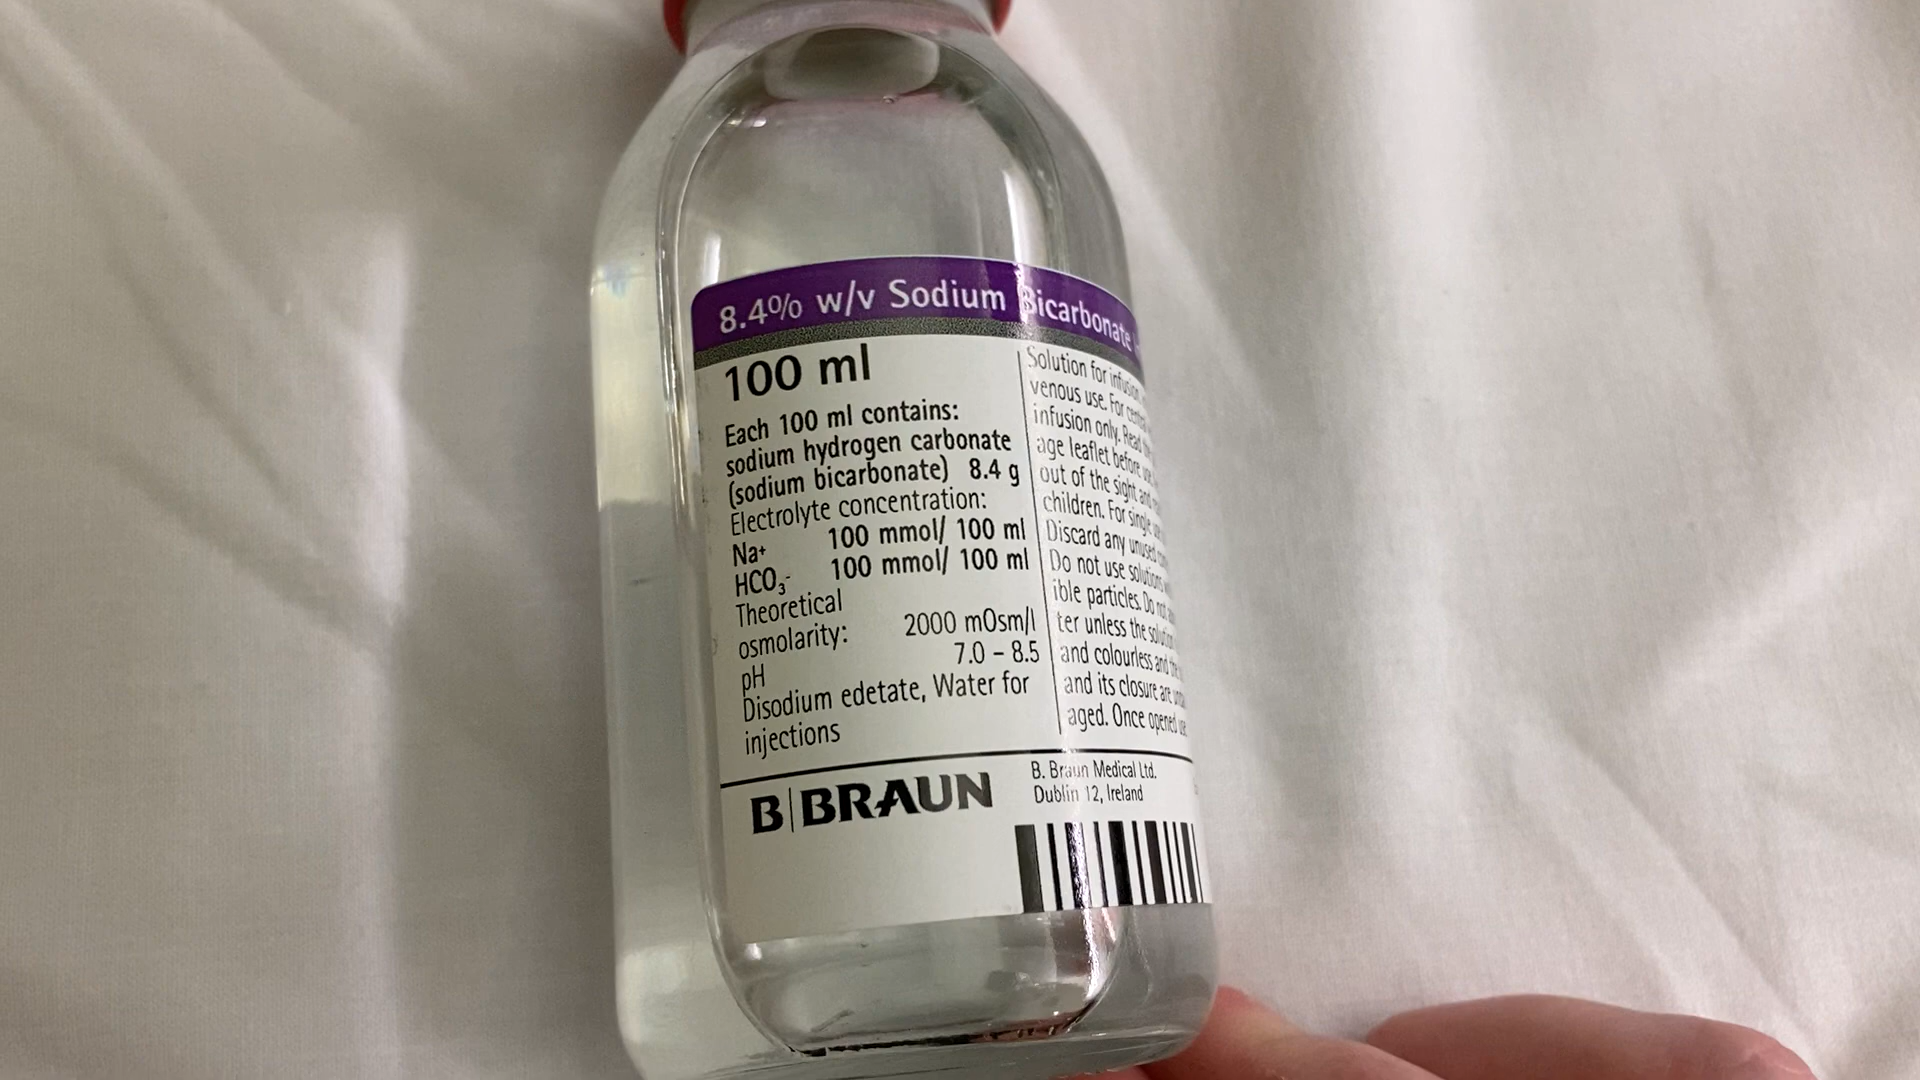 8.4% w/v Sodium Bicarbonate
100 ml
Each 100 ml contains:
sodium hydrogen carbonate
(sodium bicarbonate) 8.4 g
Electrolyte concentration:
Na+ 100 mmol/ 100 ml
HCO3- 100 mmol/ 100 ml
Theoretical
osmolarity: 2000 mOsm/l
pH 7.0 – 8.5
Disodium edetate, Water for
injections
Solution for infusion
venous use. For
infusion only. Read
age leaflet before
out of the sight and
children. For single
Discard any unused
Do not use solutions
ible particles. Do not
ter unless the solution
and colourless and
and its closure are
aged. Once opened
B|BRAUN
B. Braun Medical Ltd.
Dublin 12, Ireland